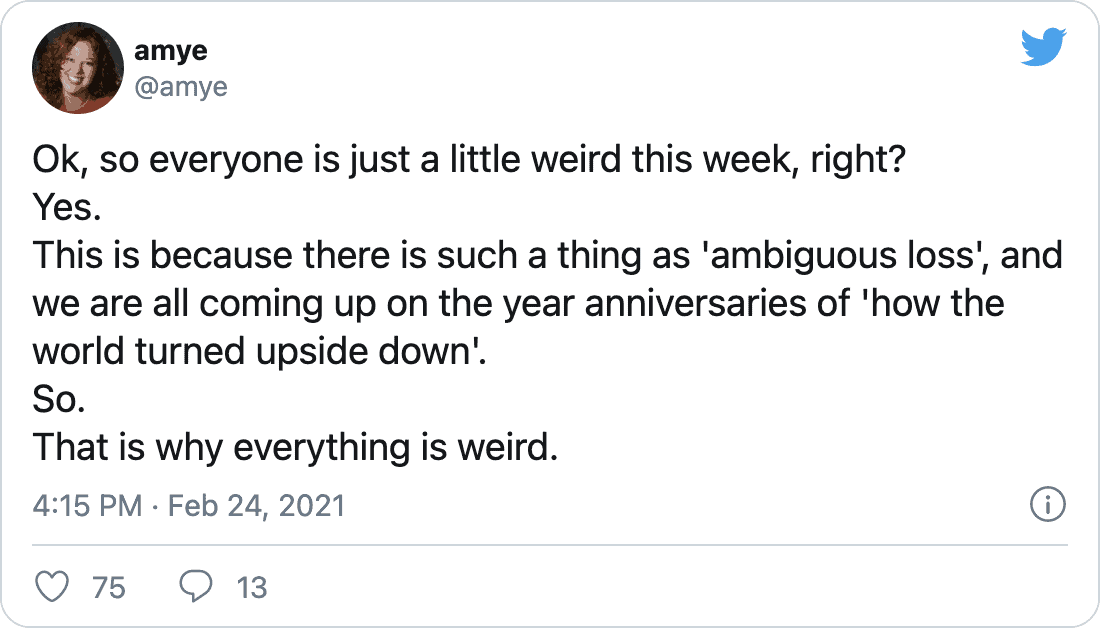 amye
@amye
Ok, so everyone is just a little weird this week, right?
Yes.
This is because there is such a thing as 'ambiguous loss', and
we are all coming up on the year anniversaries of 'how the
world turned upside down'.
So.
That is why everything is weird.
4:15 PM · Feb 24, 2021
75 13